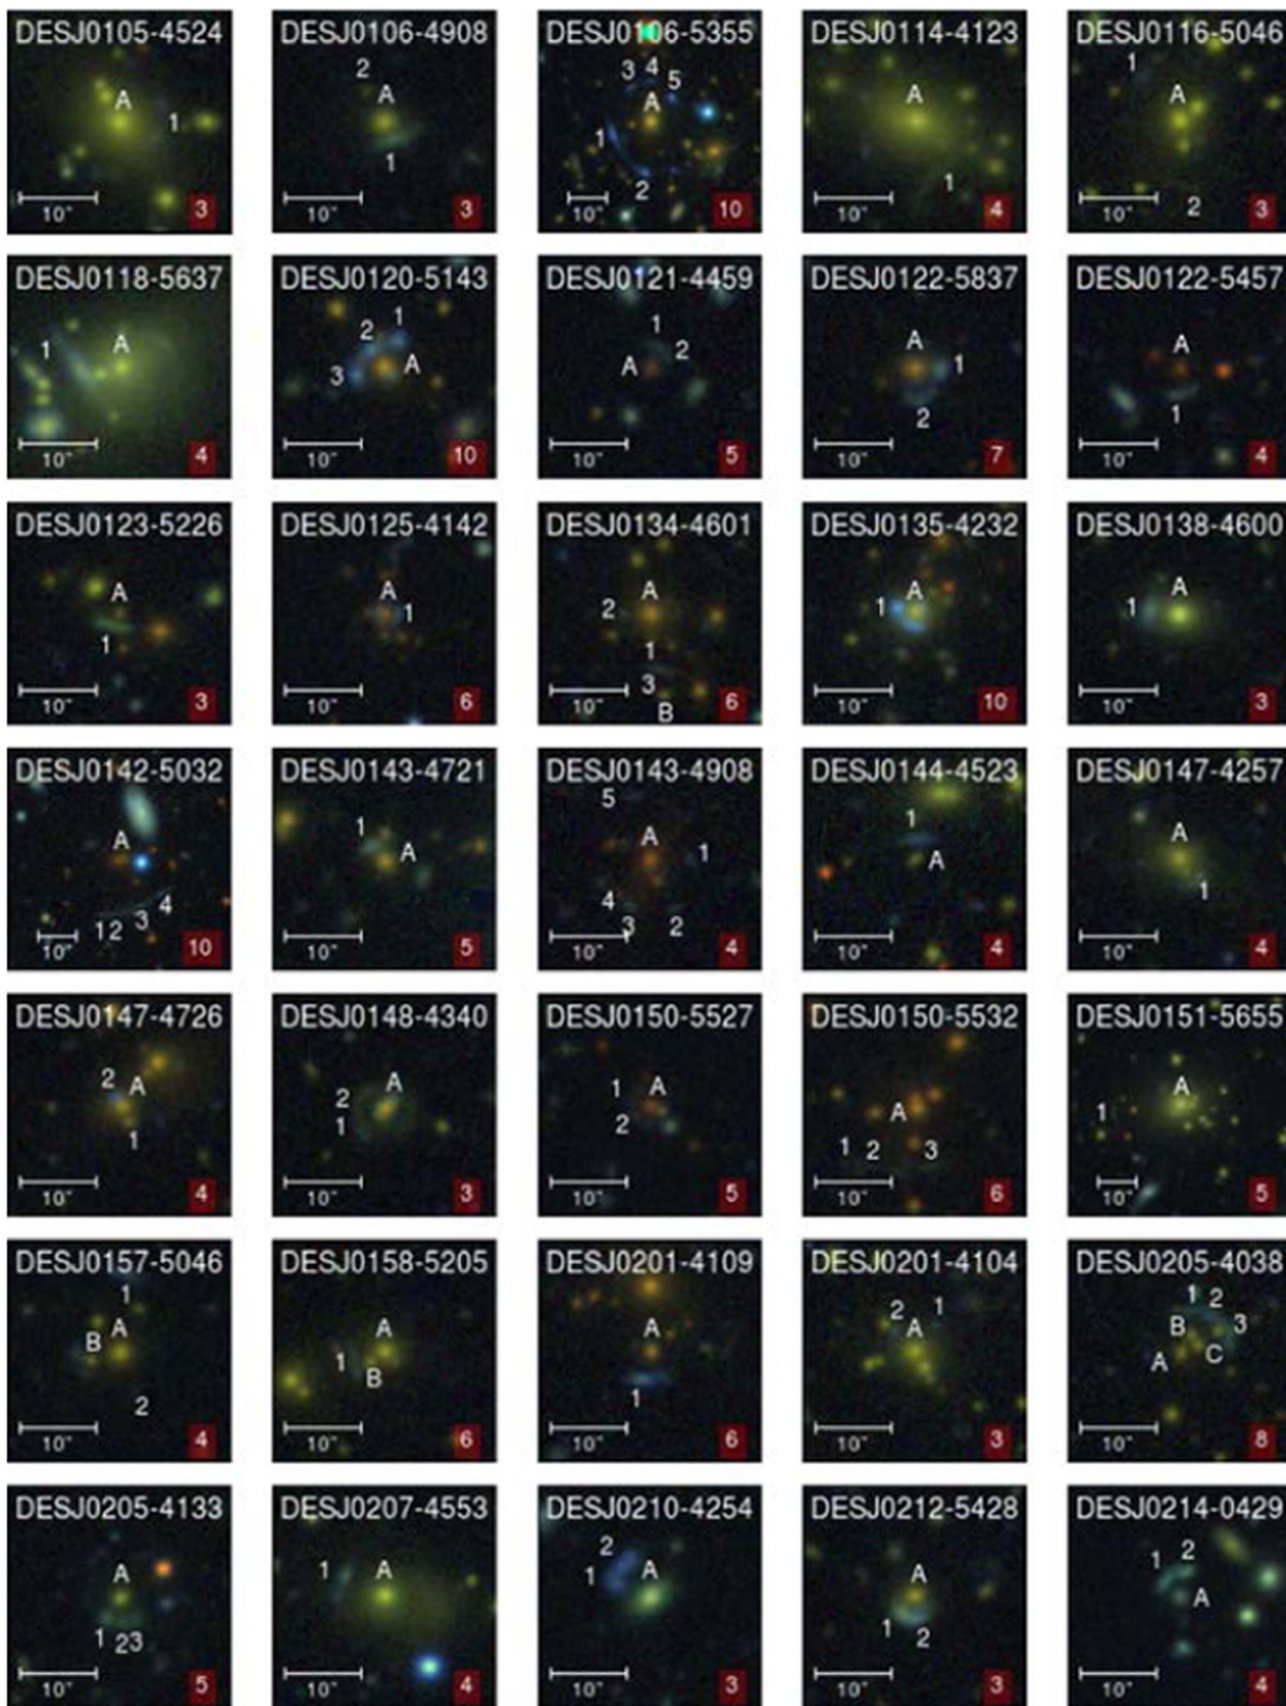 DESJ0105-4524
A
1
10"
3
DESJ0106-4908
2
A
1
10"
3
DESJ0106-5355
3 4 5
A
1
2
10"
10
DESJ0114-4123
A
1
10"
4
DESJ0116-5046
1
A
2
10"
3
DESJ0118-5637
A
1
10"
4
DESJ0120-5143
1
2
A
3
10"
10
DESJ0121-4459
1
2
A
10"
5
DESJ0122-5837
A
1
2
10"
7
DESJ0122-5457
A
1
10"
4
DESJ0123-5226
A
1
10"
3
DESJ0125-4142
A
1
10"
6
DESJ0134-4601
A
2
1
3
B
10"
6
DESJ0135-4232
A
1
10"
10
DESJ0138-4600
A
1
10"
3
DESJ0142-5032
A
4
12 3
10"
10
DESJ0143-4721
1
A
10"
5
DESJ0143-4908
5
A
1
4
3 2
10"
4
DESJ0144-4523
1
A
10"
4
DESJ0147-4257
A
1
10"
4
DESJ0147-4726
2 A
1
10"
4
DESJ0148-4340
A
2
1
10"
3
DESJ0150-5527
1 A
2
10"
5
DESJ0150-5532
A
1 2 3
10"
6
DESJ0151-5655
A
1
10"
5
DESJ0157-5046
1
A
B
2
10"
4
DESJ0158-5205
A
1
B
10"
6
DESJ0201-4109
A
1
10"
6
DESJ0201-4104
2 1
A
10"
3
DESJ0205-4038
1 2
B 3
A C
10"
8
DESJ0205-4133
A
1 23
10"
5
DESJ0207-4553
1 A
10"
4
DESJ0210-4254
2
1 A
10"
3
DESJ0212-5428
A
1 2
10"
3
DESJ0214-0429
1 2
A
10"
4